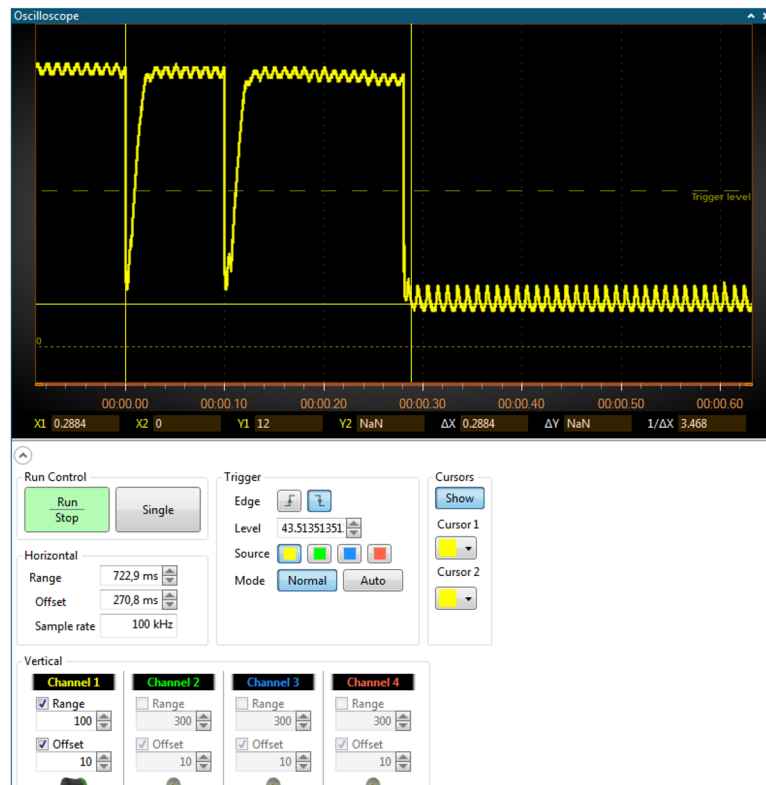 Oscilloscope
Trigger level
0
00:00.00 00:00.10 00:00.20 00:00.30 00:00.40 00:00.50 00:00.60
X1 0.2884 X2 0 Y1 12 Y2 NaN ΔX 0.2884 ΔY NaN 1/ΔX 3.468
Run Control
Run
Stop
Single
Horizontal
Range 722,9 ms
Offset 270,8 ms
Sample rate 100 kHz
Trigger
Edge
Level 43.51351351
Source
Mode Normal Auto
Cursors
Show
Cursor 1
Cursor 2
Vertical
Channel 1 Channel 2 Channel 3 Channel 4
Range Range Range Range
100 300 300 300
Offset Offset Offset Offset
10 10 10 10